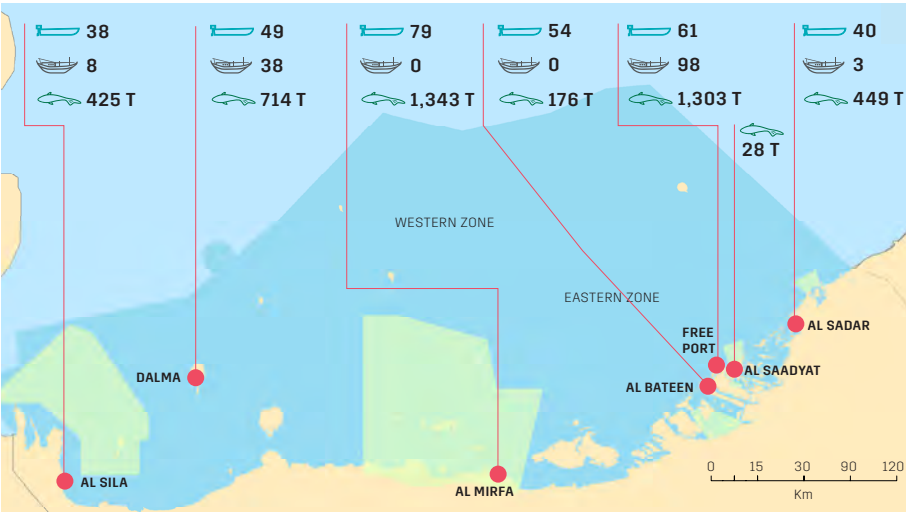 38
49
79
54
61
40
8
38
0
0
98
3
425 T
714 T
1,343 T
176 T
1,303 T
449 T
28 T
WESTERN ZONE
EASTERN ZONE
FREE
PORT
AL SADAR
AL SAADYAT
DALMA
AL BATEEN
AL SILA
AL MIRFA
0 15 30 90 120
Km